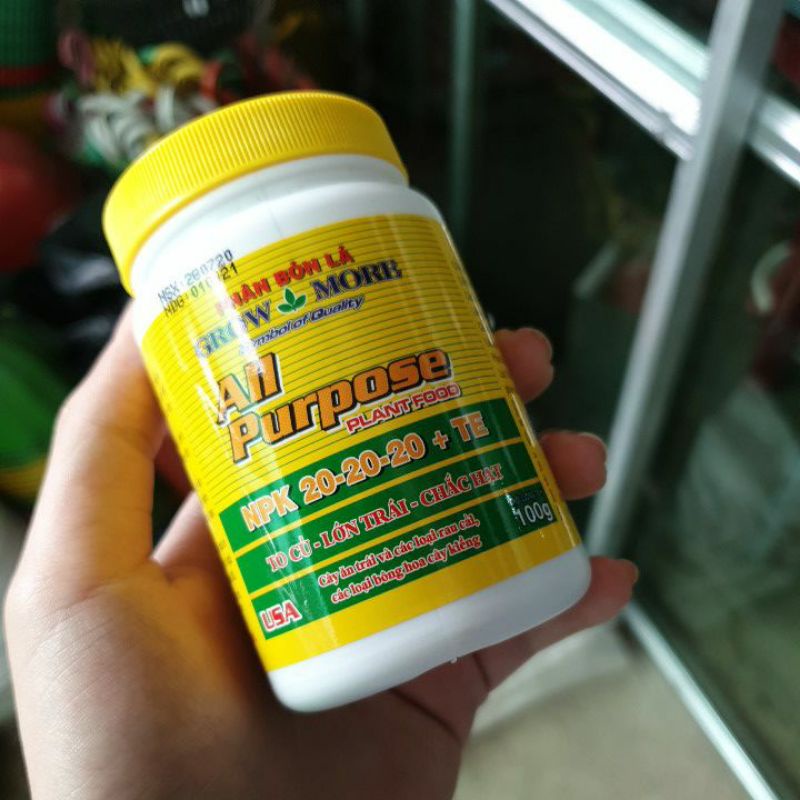 NSX: 280720
PHÂN BÓN LÁ
GROW MORE
Symbol of Quality
All
Purpose
PLANT FOOD
NPK 20-20-20 + TE
TO CỦ - LỚN TRÁI - CHẮC HẠT
100g
Cây ăn trái và các loại rau cải,
các loại bông hoa cây kiểng
USA